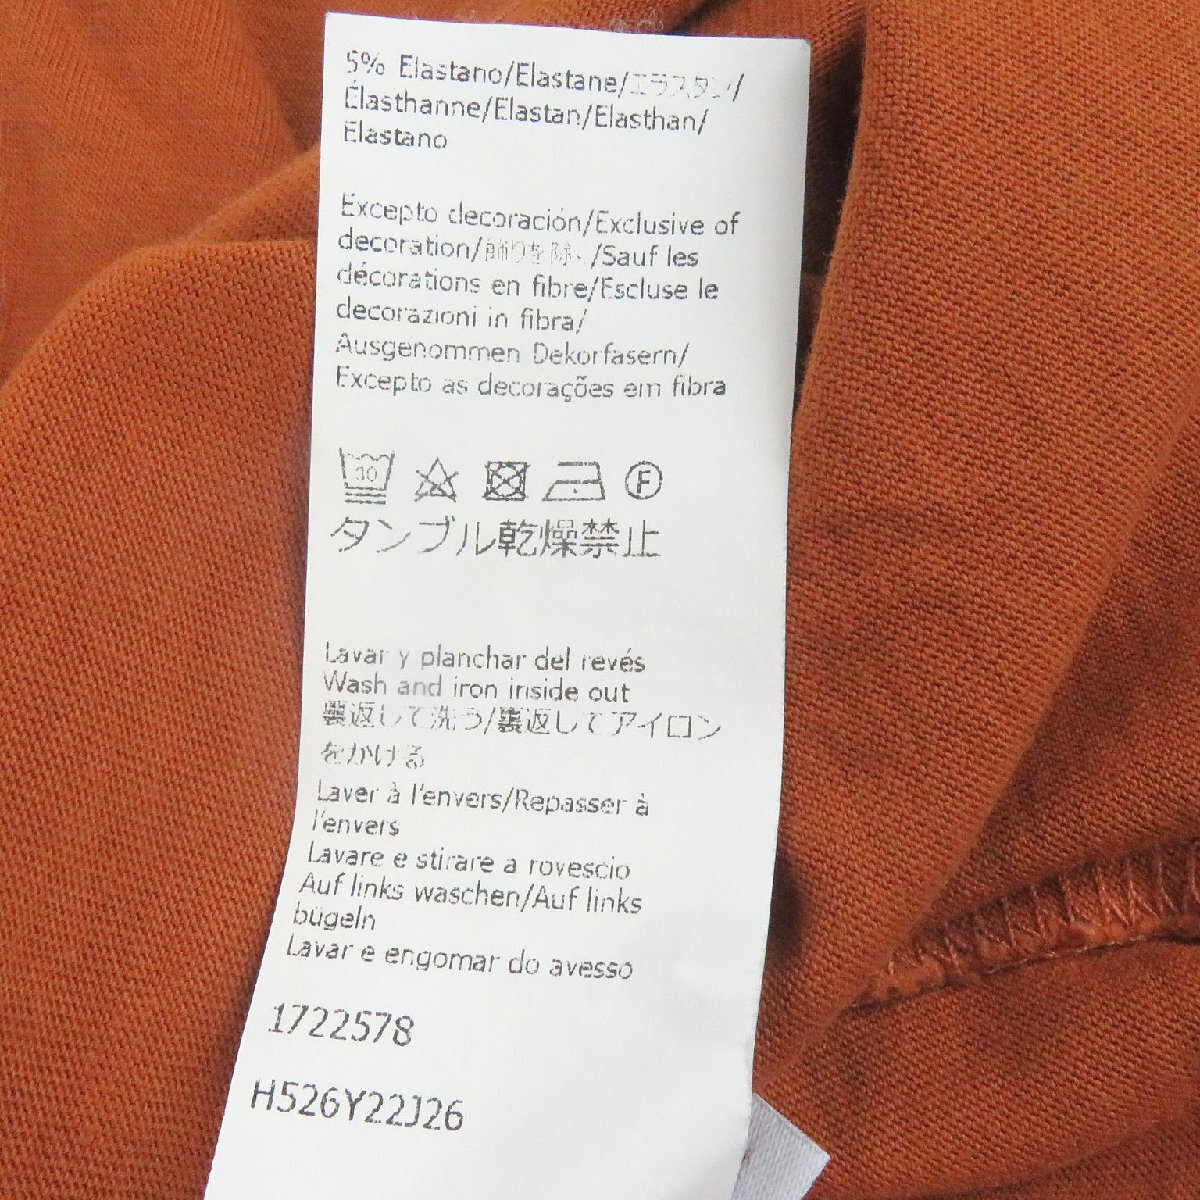 5% Elastano/Elastane/エラスタン/
Élasthanne/Elastan/Elasthan/
Elastano
Excepto decoración/Exclusive of
decoration/飾りを除く/Sauf les
décorations en fibre/Escluse le
decorazioni in fibra/
Ausgenommen Dekorfasern/
Excepto as decorações em fibra
30
F
タンブル乾燥禁止
Lavar y planchar del revés
Wash and iron inside out
裏返して洗う/裏返してアイロン
をかける
Laver à l'envers/Repasser à
l'envers
Lavare e stirare a rovescio
Auf links waschen/Auf links
bügeln
Lavar e engomar do avesso
1722578
H526Y22J26